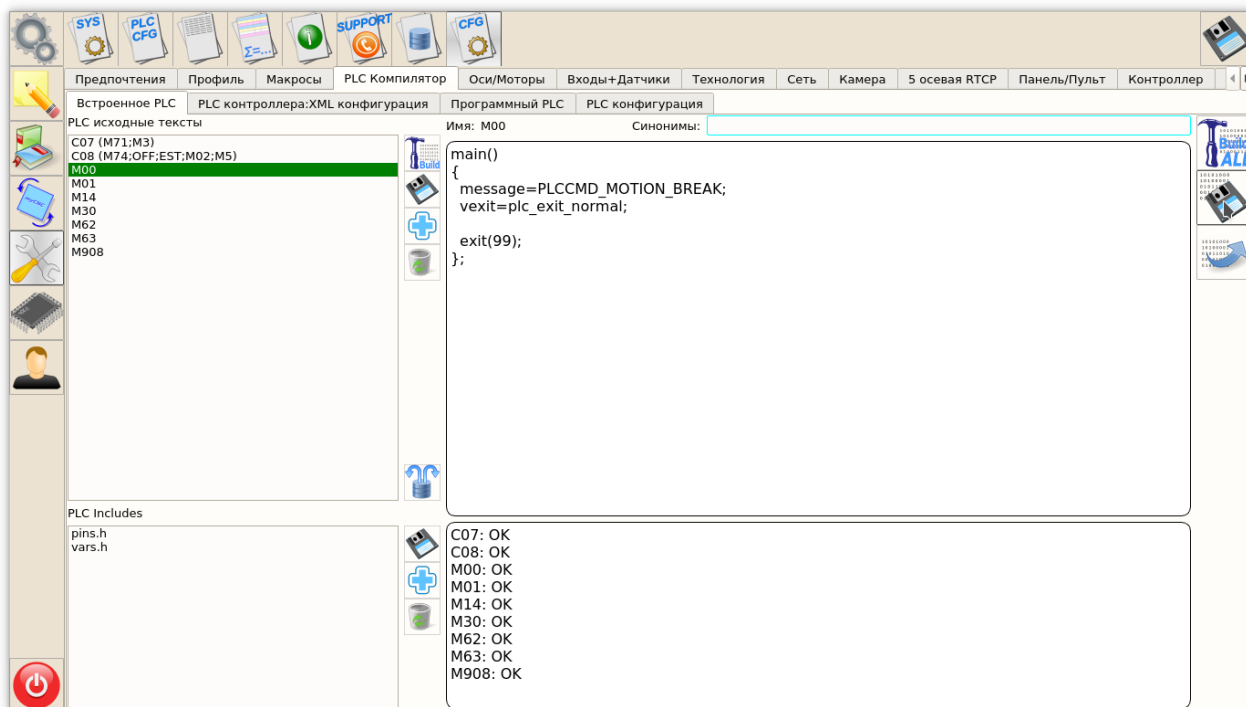 SYS
PLC CFG
Σ=...
SUPPORT
CFG
Предпочтения Профиль Макросы PLC Компилятор Оси/Моторы Входы+Датчики Технология Сеть Камера 5 осевая RTCP Панель/Пульт Контроллер
Встроенное PLC PLC контроллера:XML конфигурация Программный PLC PLC конфигурация
PLC исходные тексты
Имя: M00 Синонимы:
C07 (M71;M3)
C08 (M74;OFF;EST;M02;M5)
M00
M01
M14
M30
M62
M63
M908
Build
main()
{
message=PLCCMD_MOTION_BREAK;
vexit=plc_exit_normal;
exit(99);
};
Build
ALL
myCNC
PLC Includes
pins.h
vars.h
C07: OK
C08: OK
M00: OK
M01: OK
M14: OK
M30: OK
M62: OK
M63: OK
M908: OK